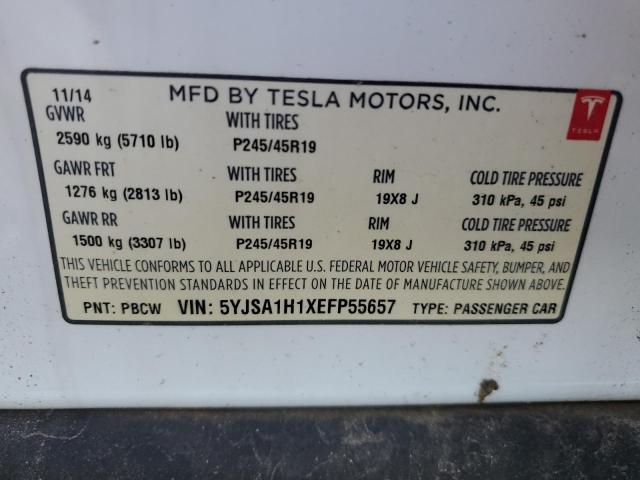 11/14 MFD BY TESLA MOTORS, INC.
GVWR WITH TIRES
2590 kg (5710 lb) P245/45R19
TESLA
GAWR FRT WITH TIRES RIM COLD TIRE PRESSURE
1276 kg (2813 lb) P245/45R19 19X8 J 310 kPa, 45 psi
GAWR RR WITH TIRES RIM COLD TIRE PRESSURE
1500 kg (3307 lb) P245/45R19 19X8 J 310 kPa, 45 psi
THIS VEHICLE CONFORMS TO ALL APPLICABLE U.S. FEDERAL MOTOR VEHICLE SAFETY, BUMPER, AND
THEFT PREVENTION STANDARDS IN EFFECT ON THE DATE OF MANUFACTURE SHOWN ABOVE.
PNT: PBCW VIN: 5YJSA1H1XEFP55657 TYPE: PASSENGER CAR